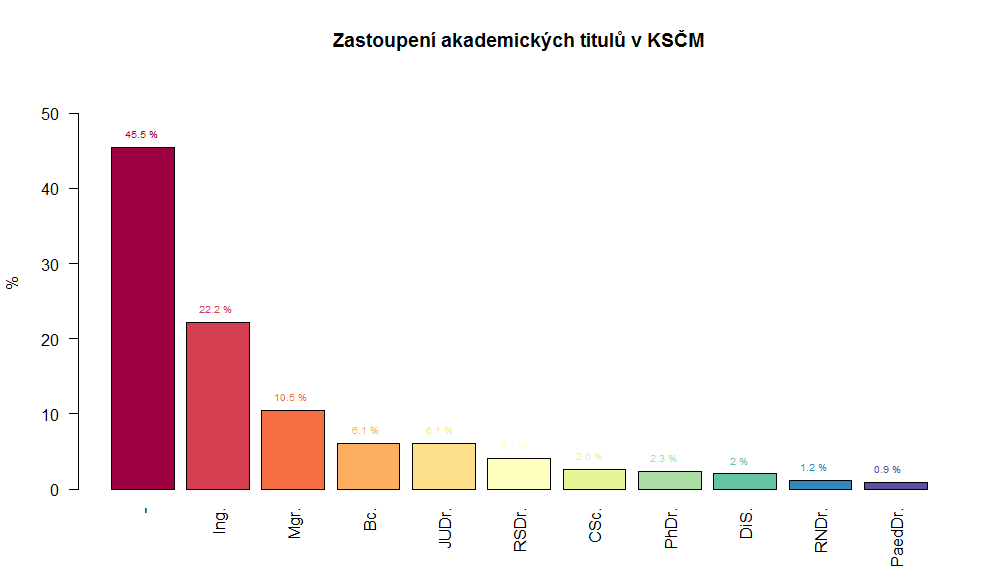 Zastoupení akademických titulů v KSČM
%
50
40
30
20
10
0
45.5 %
22.2 %
10.5 %
6.1 %
6.1 %
2.6 %
2.3 %
2 %
1.2 %
0.9 %
-
Ing.
Mgr.
Bc.
JUDr.
RSDr.
CSc.
PhDr.
DiS.
RNDr.
PaedDr.